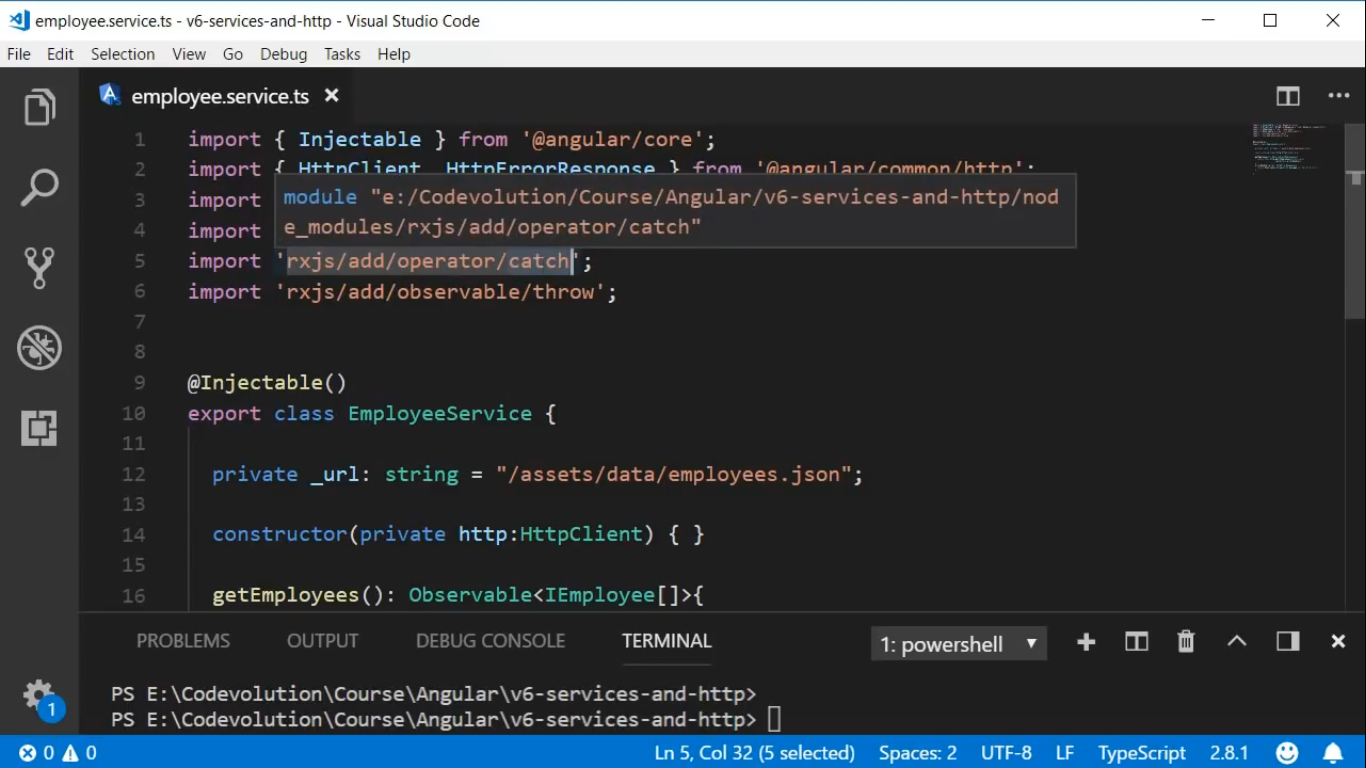 employee.service.ts - v6-services-and-http - Visual Studio Code
File Edit Selection View Go Debug Tasks Help
employee.service.ts
1 import { Injectable } from '@angular/core';
2 import { HttpClient, HttpErrorResponse } from '@angular/common/http';
3 import
module "e:/Codevolution/Course/Angular/v6-services-and-http/nod
4 import
e_modules/rxjs/add/operator/catch"
5 import 'rxjs/add/operator/catch';
6 import 'rxjs/add/observable/throw';
7
8
9 @Injectable()
10 export class EmployeeService {
11
12 private _url: string = "/assets/data/employees.json";
13
14 constructor(private http:HttpClient) { }
15
16 getEmployees(): Observable<IEmployee[]>{
PROBLEMS OUTPUT DEBUG CONSOLE TERMINAL 1: powershell
PS E:\Codevolution\Course\Angular\v6-services-and-http>
PS E:\Codevolution\Course\Angular\v6-services-and-http>
1
0 0 Ln 5, Col 32 (5 selected) Spaces: 2 UTF-8 LF TypeScript 2.8.1